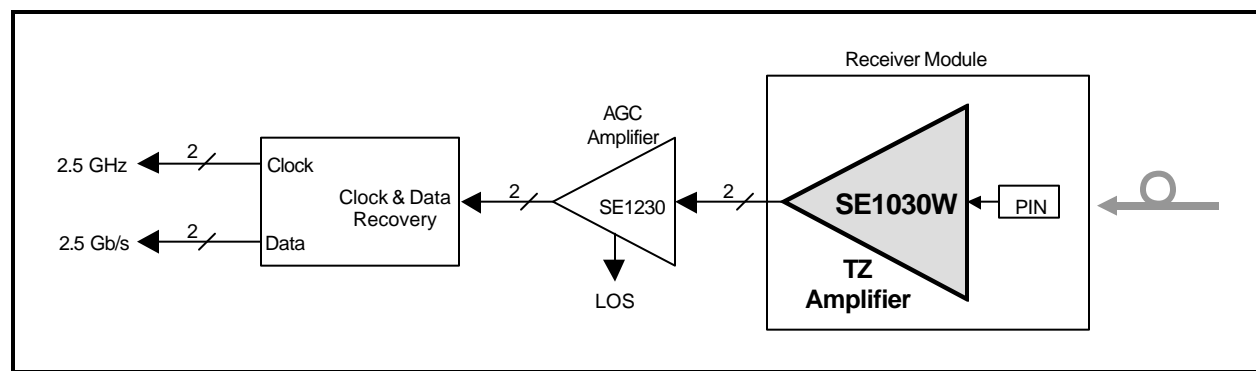 Receiver Module
AGC
Amplifier
2.5 GHz
2
Clock
Clock & Data
Recovery
2
SE1230
2
SE1030W
PIN
2.5 Gb/s
2
Data
LOS
TZ
Amplifier